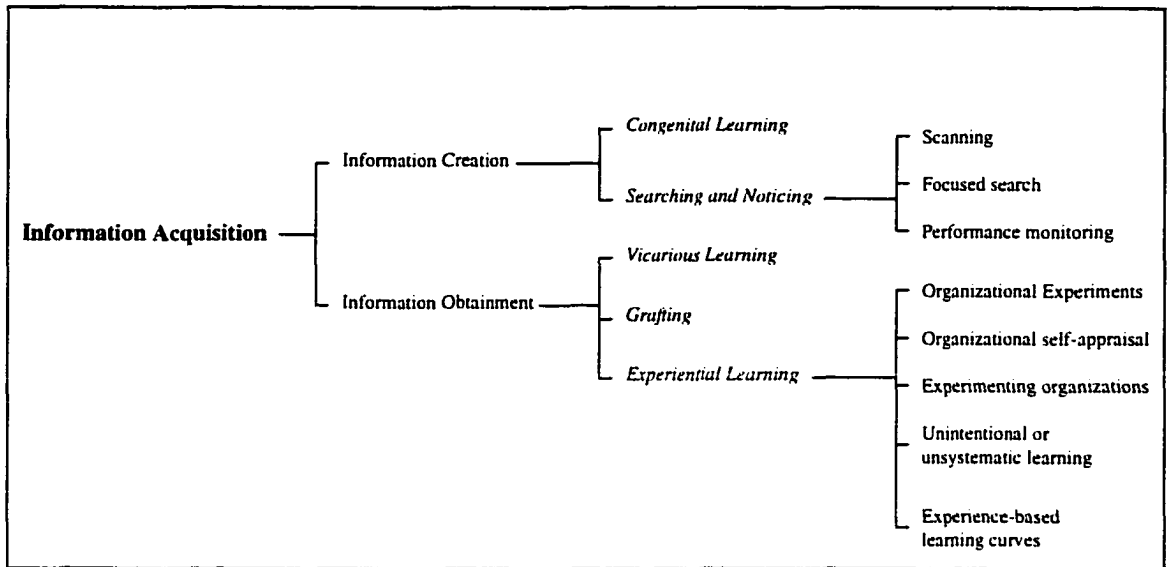 Information Acquisition
Information Creation
Congenital Learning
Searching and Noticing
Scanning
Focused search
Performance monitoring
Information Obtainment
Vicarious Learning
Grafting
Experiential Learning
Organizational Experiments
Organizational self-appraisal
Experimenting organizations
Unintentional or
unsystematic learning
Experience-based
learning curves